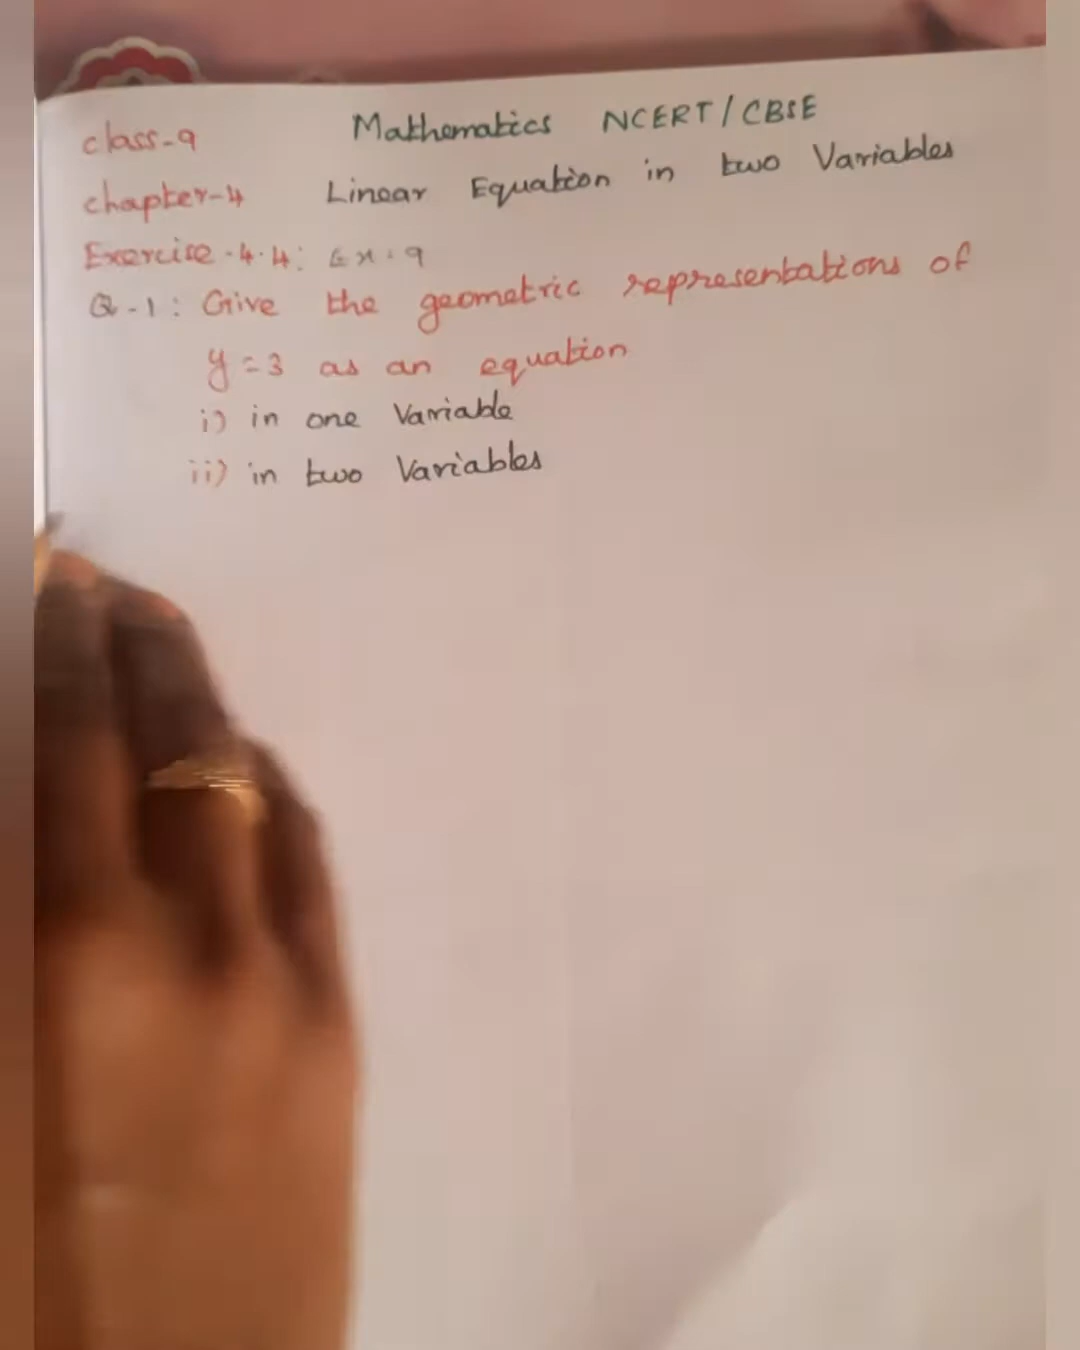 class-9 Mathematics NCERT/CBSE
chapter-4 Linear Equation in two Variables
Exercise-4.4: Ex.9
Q-1: Give the geometric representations of
y=3 as an equation
i) in one Variable
ii) in two Variables